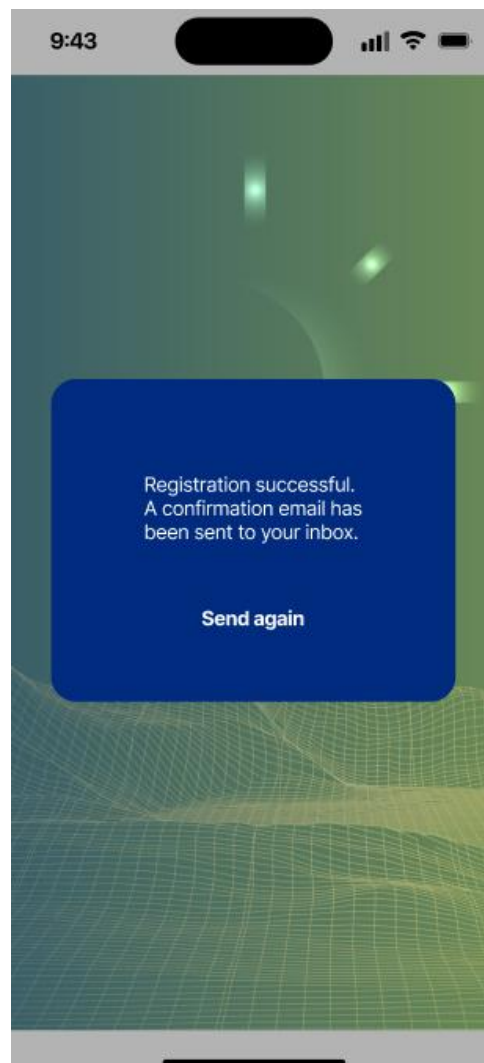 9:43
Registration successful.
A confirmation email has
been sent to your inbox.
Send again